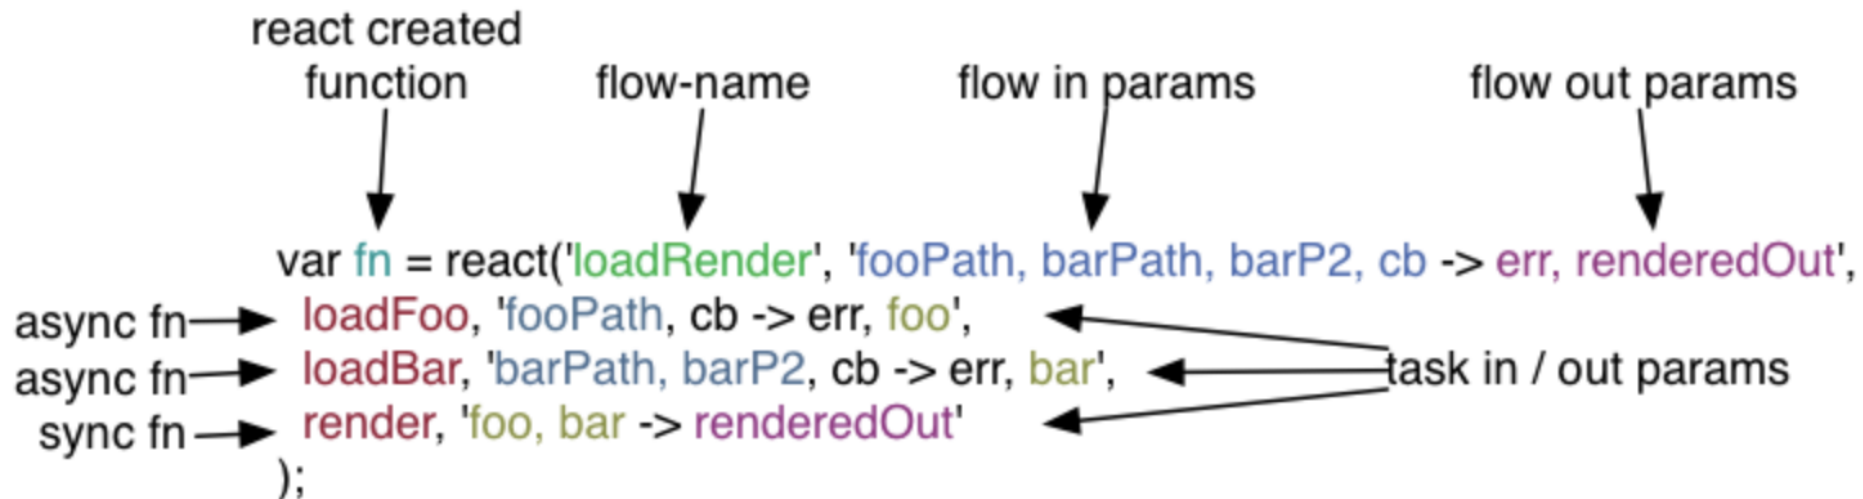 react created
function
flow-name
flow in params
flow out params
var fn = react('loadRender', 'fooPath, barPath, barP2, cb -> err, renderedOut',
async fn
loadFoo, 'fooPath, cb -> err, foo',
async fn
loadBar, 'barPath, barP2, cb -> err, bar',
task in / out params
sync fn
render, 'foo, bar -> renderedOut'
);